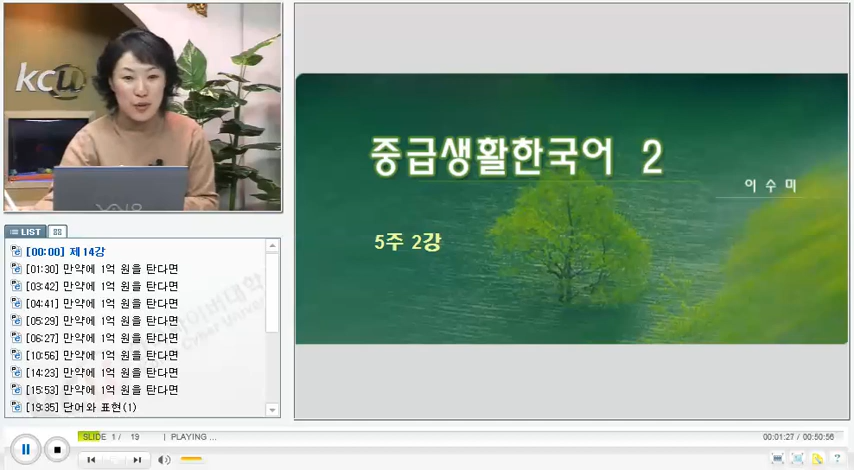 kcu
VAIO
중급생활한국어 2
이 수 미
5주 2강
LIST
[00:00] 제 14강
[01:30] 만약에 1억 원을 탄다면
[03:42] 만약에 1억 원을 탄다면
[04:41] 만약에 1억 원을 탄다면
[05:29] 만약에 1억 원을 탄다면
[06:27] 만약에 1억 원을 탄다면
[10:56] 만약에 1억 원을 탄다면
[14:23] 만약에 1억 원을 탄다면
[15:53] 만약에 1억 원을 탄다면
[19:35] 단어와 표현(1)
SLIDE 1 / 19 | PLAYING ...
00:01:27 / 00:50:56